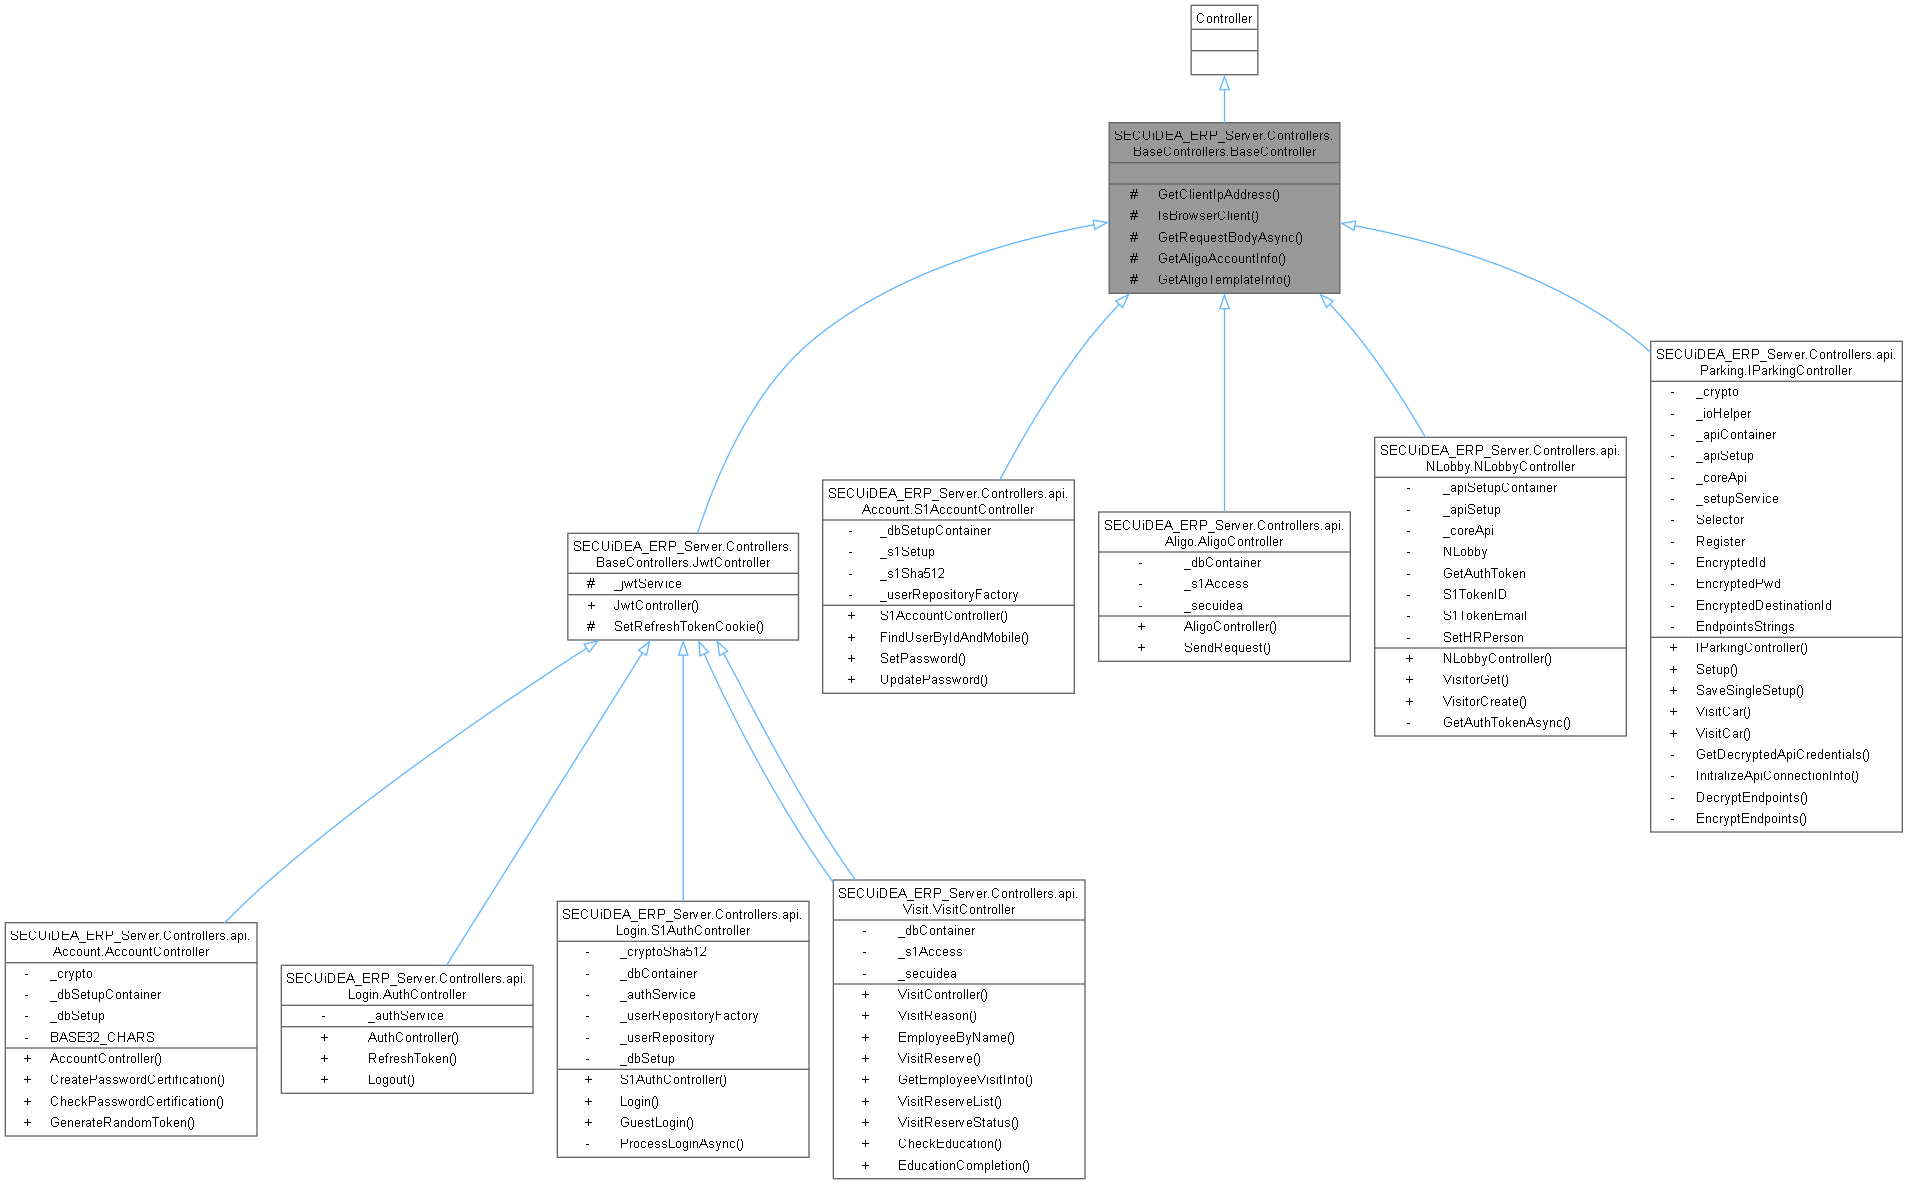 Controller
SECUiDEA_ERP_Server.Controllers.
BaseControllers.BaseController
# GetClientIpAddress()
# IsBrowserClient()
# GetRequestBodyAsync()
# GetAligoAccountInfo()
# GetAligoTemplateInfo()
SECUiDEA_ERP_Server.Controllers.
BaseControllers.JwtController
# _jwtService
+ JwtController()
# SetRefreshTokenCookie()
SECUiDEA_ERP_Server.Controllers.api.
Account.S1AccountController
- _dbSetupContainer
- _s1Setup
- _s1Sha512
- _userRepositoryFactory
+ S1AccountController()
+ FindUserByIdAndMobile()
+ SetPassword()
+ UpdatePassword()
SECUiDEA_ERP_Server.Controllers.api.
Aligo.AligoController
- _dbContainer
- _s1Access
- _secuidea
+ AligoController()
+ SendRequest()
SECUiDEA_ERP_Server.Controllers.api.
NLobby.NLobbyController
- _apiSetupContainer
- _apiSetup
- _coreApi
- NLobby
- GetAuthToken
- S1TokenID
- S1TokenEmail
- SetHRPerson
+ NLobbyController()
+ VisitorGet()
+ VisitorCreate()
- GetAuthTokenAsync()
SECUiDEA_ERP_Server.Controllers.api.
Parking.IParkingController
- _crypto
- _ioHelper
- _apiContainer
- _apiSetup
- _coreApi
- _setupService
- Selector
- Register
- EncryptedId
- EncryptedPwd
- EncryptedDestinationId
- EndpointsStrings
+ IParkingController()
+ Setup()
+ SaveSingleSetup()
+ VisitCar()
+ VisitCar()
- GetDecryptedApiCredentials()
- InitializeApiConnectionInfo()
- DecryptEndpoints()
- EncryptEndpoints()
SECUiDEA_ERP_Server.Controllers.api.
Account.AccountController
- _crypto
- _dbSetupContainer
- _dbSetup
- BASE32_CHARS
+ AccountController()
+ CreatePasswordCertification()
+ CheckPasswordCertification()
+ GenerateRandomToken()
SECUiDEA_ERP_Server.Controllers.api.
Login.AuthController
- _authService
+ AuthController()
+ RefreshToken()
+ Logout()
SECUiDEA_ERP_Server.Controllers.api.
Login.S1AuthController
- _cryptoSha512
- _dbContainer
- _authService
- _userRepositoryFactory
- _userRepository
- _dbSetup
+ S1AuthController()
+ Login()
+ GuestLogin()
- ProcessLoginAsync()
SECUiDEA_ERP_Server.Controllers.api.
Visit.VisitController
- _dbContainer
- _s1Access
- _secuidea
+ VisitController()
+ VisitReason()
+ EmployeeByName()
+ VisitReserve()
+ GetEmployeeVisitInfo()
+ VisitReserveList()
+ VisitReserveStatus()
+ CheckEducation()
+ EducationCompletion()